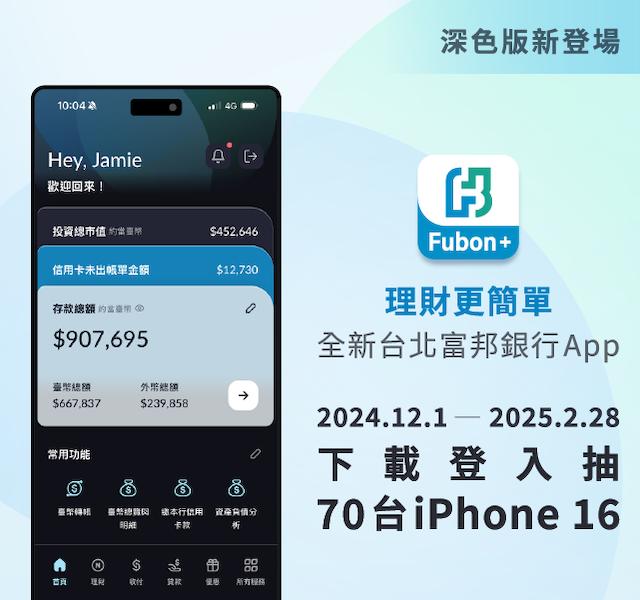 深色版新登場
10:04
4G
Hey, Jamie
歡迎回來！
投資總市值 約當臺幣 $452,646
信用卡未出帳單金額 $12,730
存款總額 約當臺幣
$907,695
臺幣總額 外幣總額
$667,837 $239,858
常用功能
臺幣轉帳 臺幣總覽與明細 繳本行信用卡款 資產負債分析
首頁 理財 收付 貸款 優惠 所有服務
Fubon+
理財更簡單
全新台北富邦銀行App
2024.12.1 — 2025.2.28
下載登入抽
70台iPhone 16